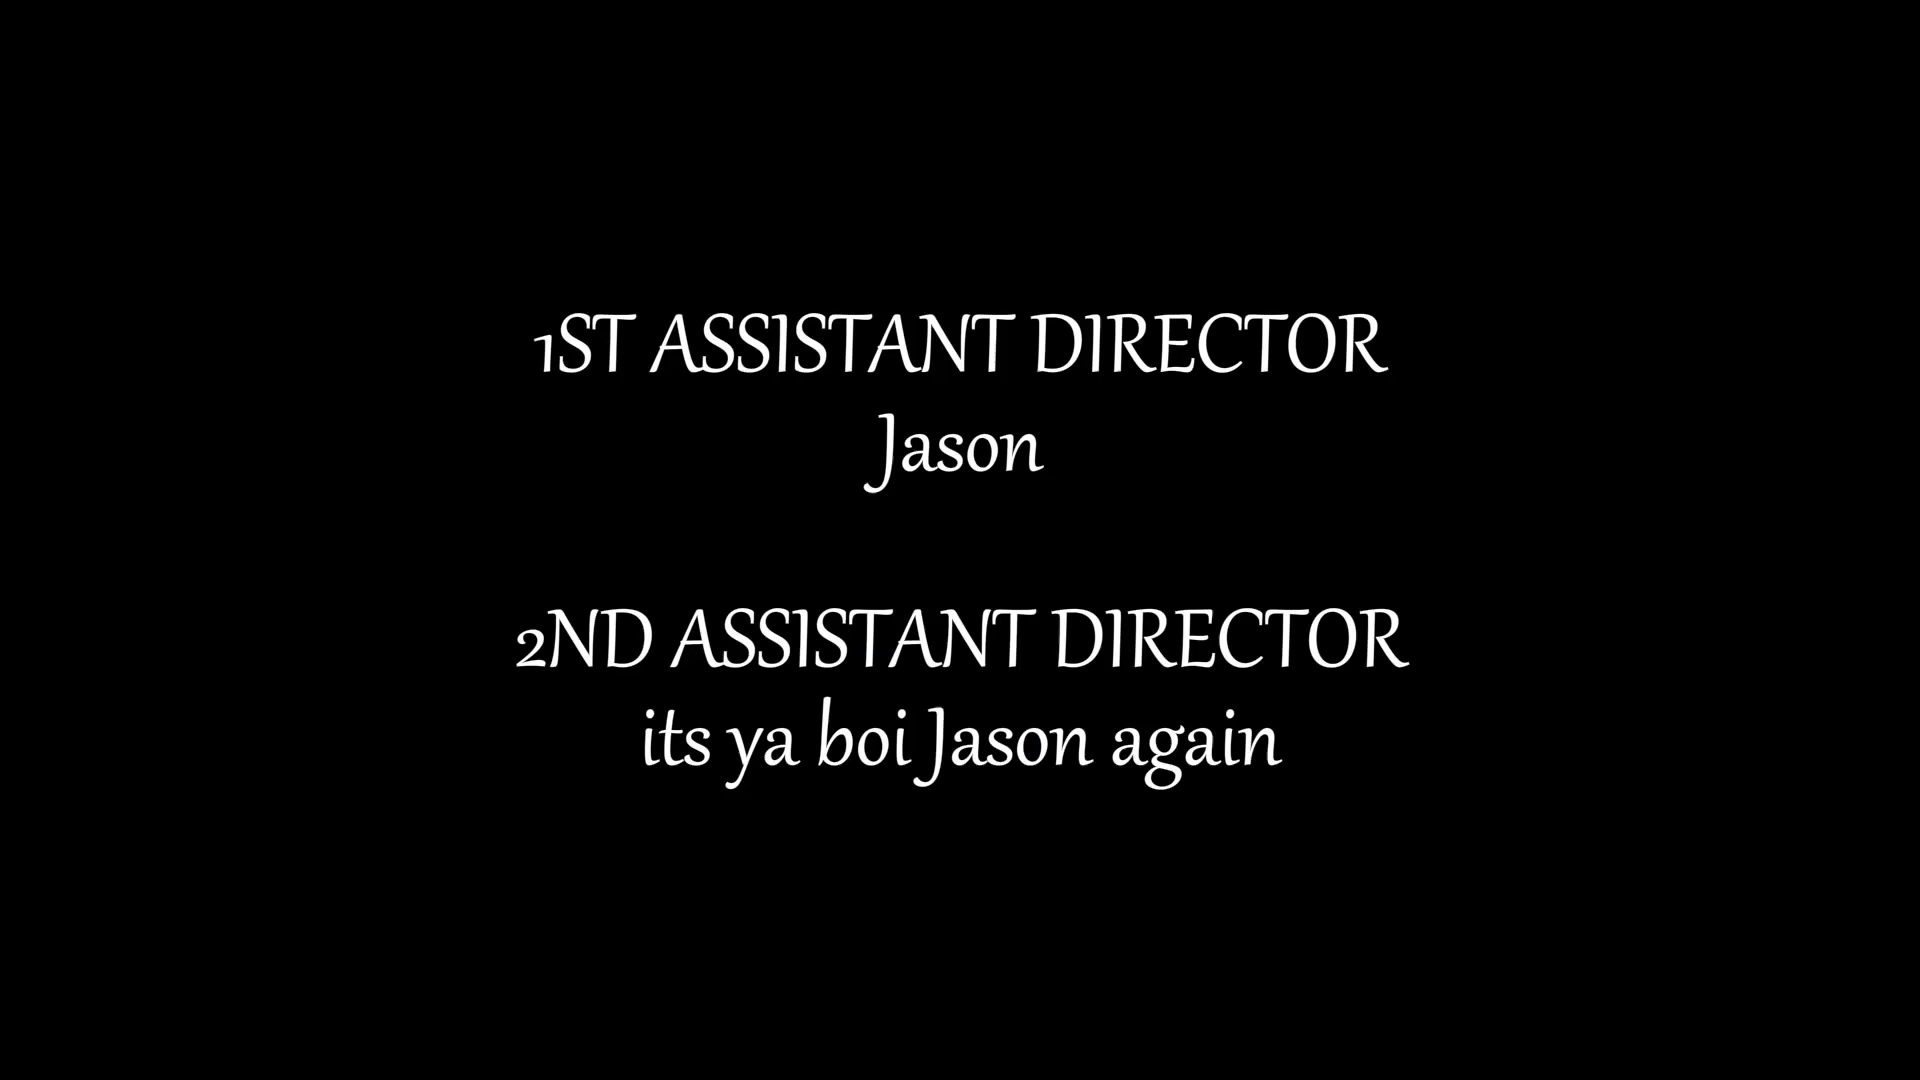 1ST ASSISTANT DIRECTOR
Jason
2ND ASSISTANT DIRECTOR
its ya boi Jason again